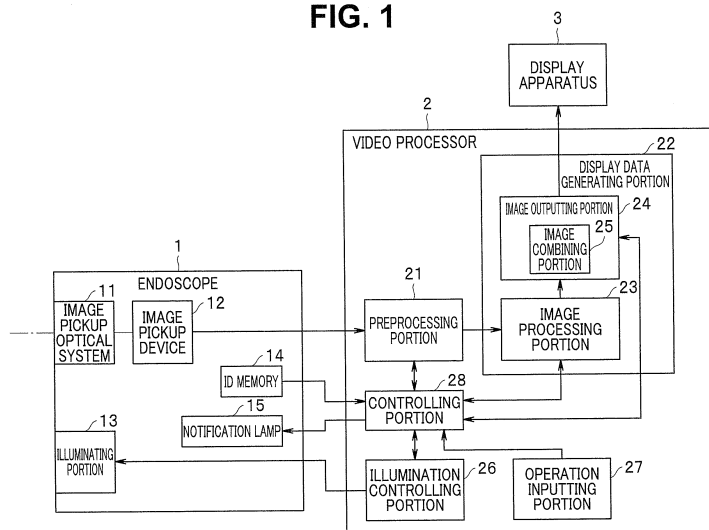 FIG. 1
3
DISPLAY
APPARATUS
2
VIDEO PROCESSOR
22
DISPLAY DATA
GENERATING PORTION
IMAGE OUTPUTTING PORTION
24
IMAGE
COMBINING
PORTION
25
1
ENDOSCOPE
11
IMAGE
PICKUP
OPTICAL
SYSTEM
12
IMAGE
PICKUP
DEVICE
21
PREPROCESSING
PORTION
23
IMAGE
PROCESSING
PORTION
14
ID MEMORY
28
CONTROLLING
PORTION
15
NOTIFICATION LAMP
13
ILLUMINATING
PORTION
ILLUMINATION
CONTROLLING
PORTION
26
OPERATION
INPUTTING
PORTION
27